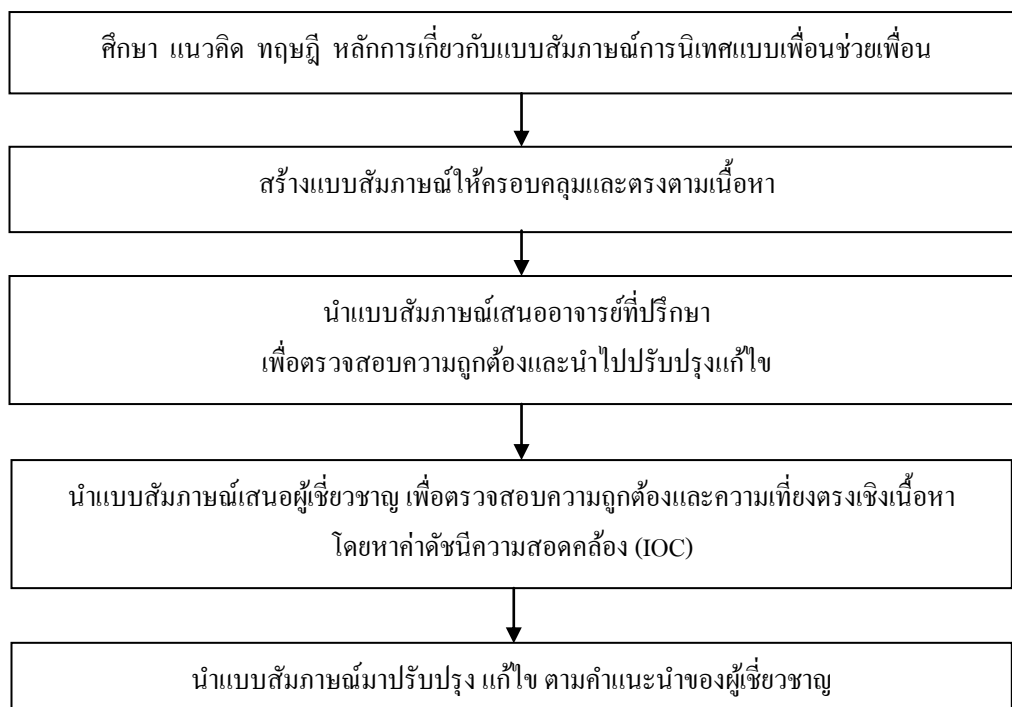 ศึกษา แนวคิด ทฤษฎี หลักการเกี่ยวกับแบบสัมภาษณ์การนิเทศแบบเพื่อนช่วยเพื่อน
สร้างแบบสัมภาษณ์ให้ครอบคลุมและตรงตามเนื้อหา
นำแบบสัมภาษณ์เสนออาจารย์ที่ปรึกษา
เพื่อตรวจสอบความถูกต้องและนำไปปรับปรุงแก้ไข
นำแบบสัมภาษณ์เสนอผู้เชี่ยวชาญ เพื่อตรวจสอบความถูกต้องและความเที่ยงตรงเชิงเนื้อหา
โดยหาค่าดัชนีความสอดคล้อง (IOC)
นำแบบสัมภาษณ์มาปรับปรุง แก้ไข ตามคำแนะนำของผู้เชี่ยวชาญ